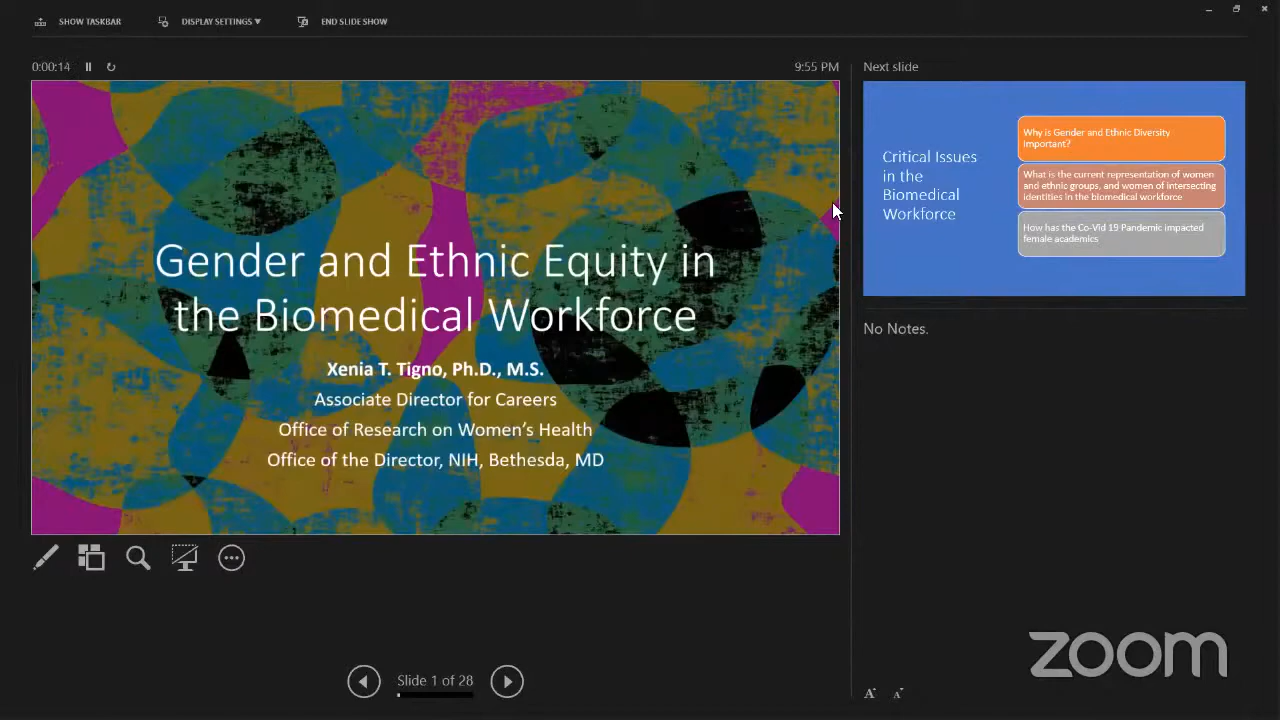 SHOW TASKBAR
DISPLAY SETTINGS
END SLIDE SHOW
0:00:14
9:55 PM
Gender and Ethnic Equity in
the Biomedical Workforce
Xenia T. Tigno, Ph.D., M.S.
Associate Director for Careers
Office of Research on Women's Health
Office of the Director, NIH, Bethesda, MD
Slide 1 of 28
Next slide
Critical Issues
in the
Biomedical
Workforce
Why is Gender and Ethnic Diversity
Important?
What is the current representation of women
and ethnic groups, and women of intersecting
identities in the biomedical workforce
How has the Co-Vid 19 Pandemic impacted
female academics
No Notes.
A A
zoom